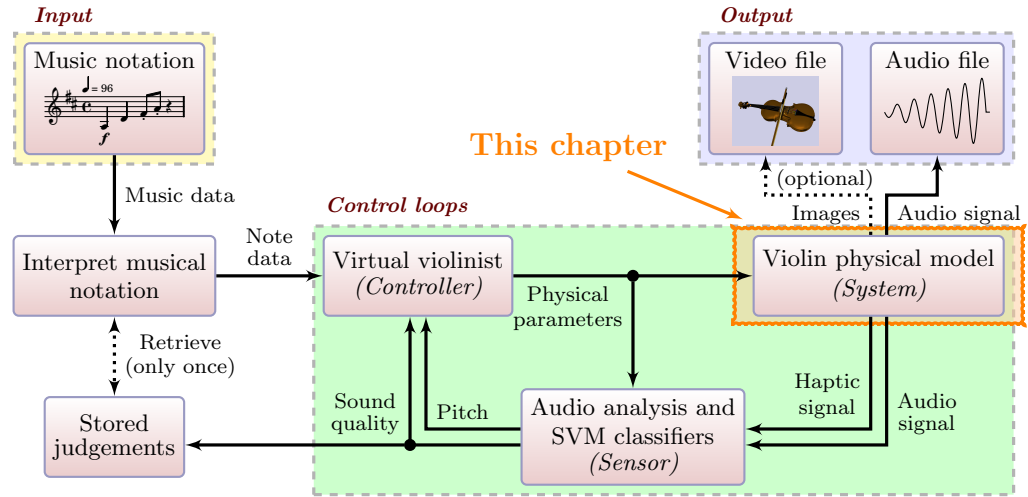 Input
Output
Music notation
= 96
f
Video file
Audio file
This chapter
Music data
(optional)
Images
Audio signal
Control loops
Note
data
Interpret musical
notation
Virtual violinist
(Controller)
Physical
parameters
Violin physical model
(System)
Retrieve
(only once)
Stored
judgements
Sound
quality
Pitch
Audio analysis and
SVM classifiers
(Sensor)
Haptic
signal
Audio
signal